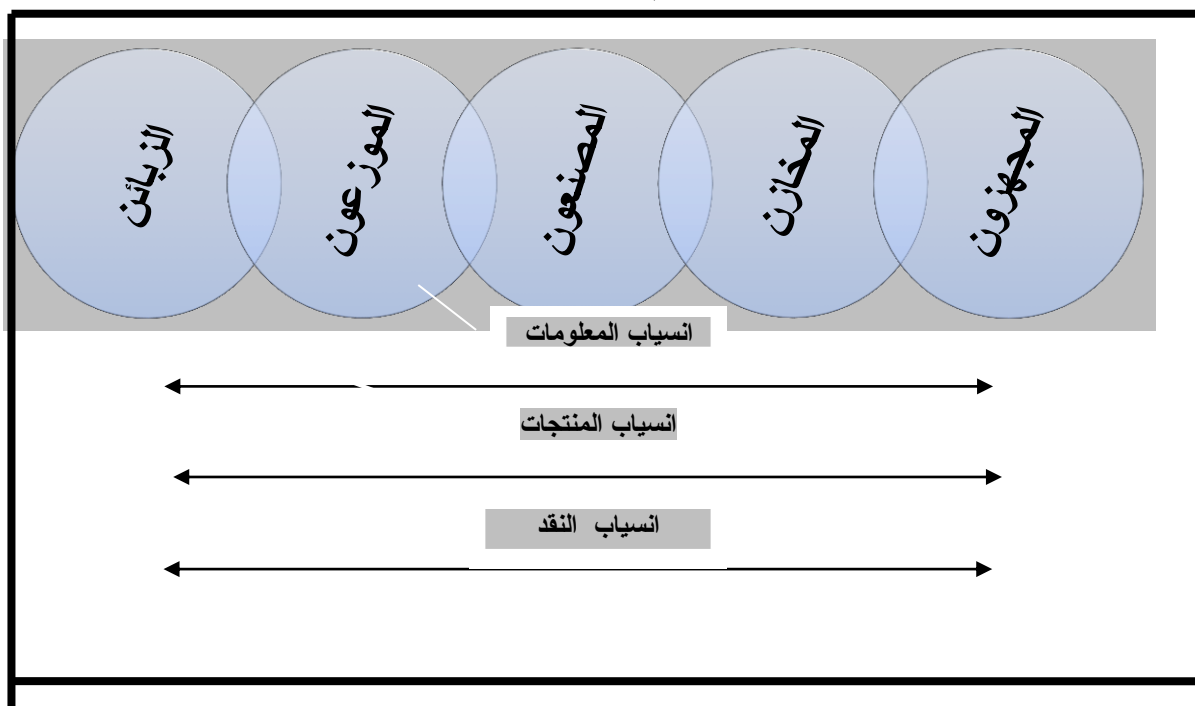 المجهزون
المخازن
المصنعون
الموزعون
الزبائن
انسياب المعلومات
انسياب المنتجات
انسياب النقد